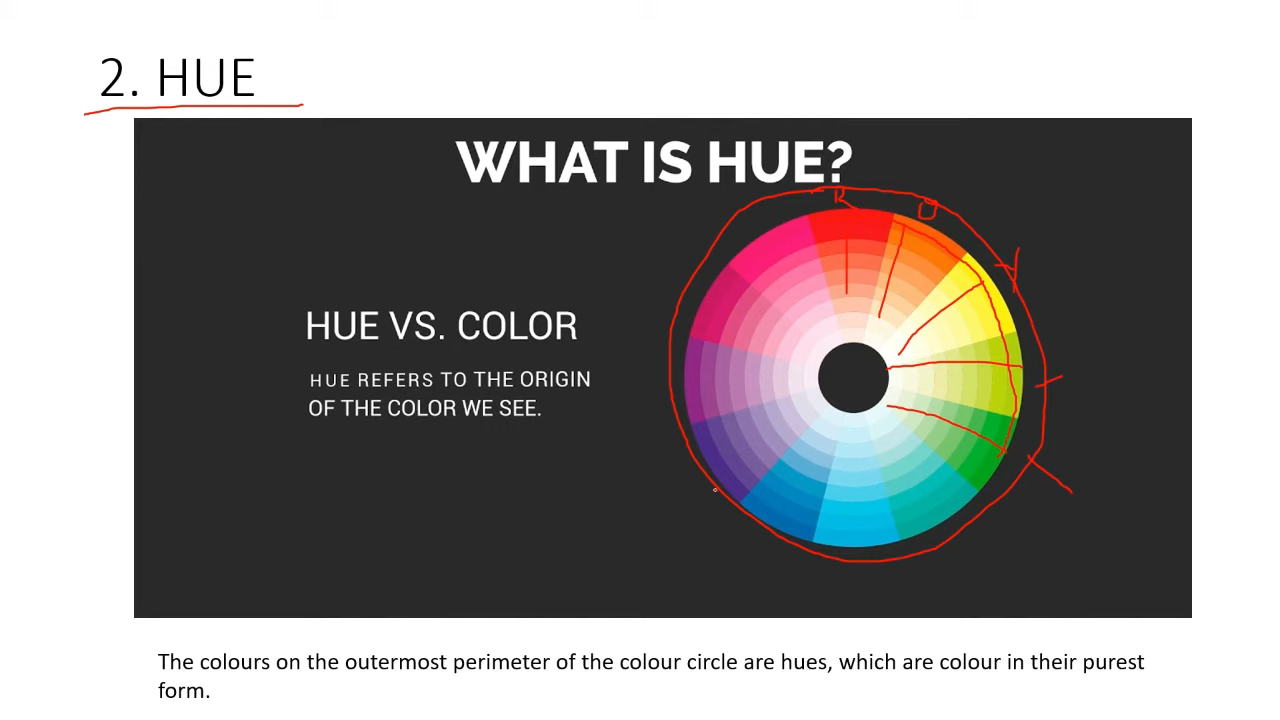 2. HUE
WHAT IS HUE?
R
O
Y
HUE VS. COLOR
HUE REFERS TO THE ORIGIN
OF THE COLOR WE SEE.
The colours on the outermost perimeter of the colour circle are hues, which are colour in their purest
form.